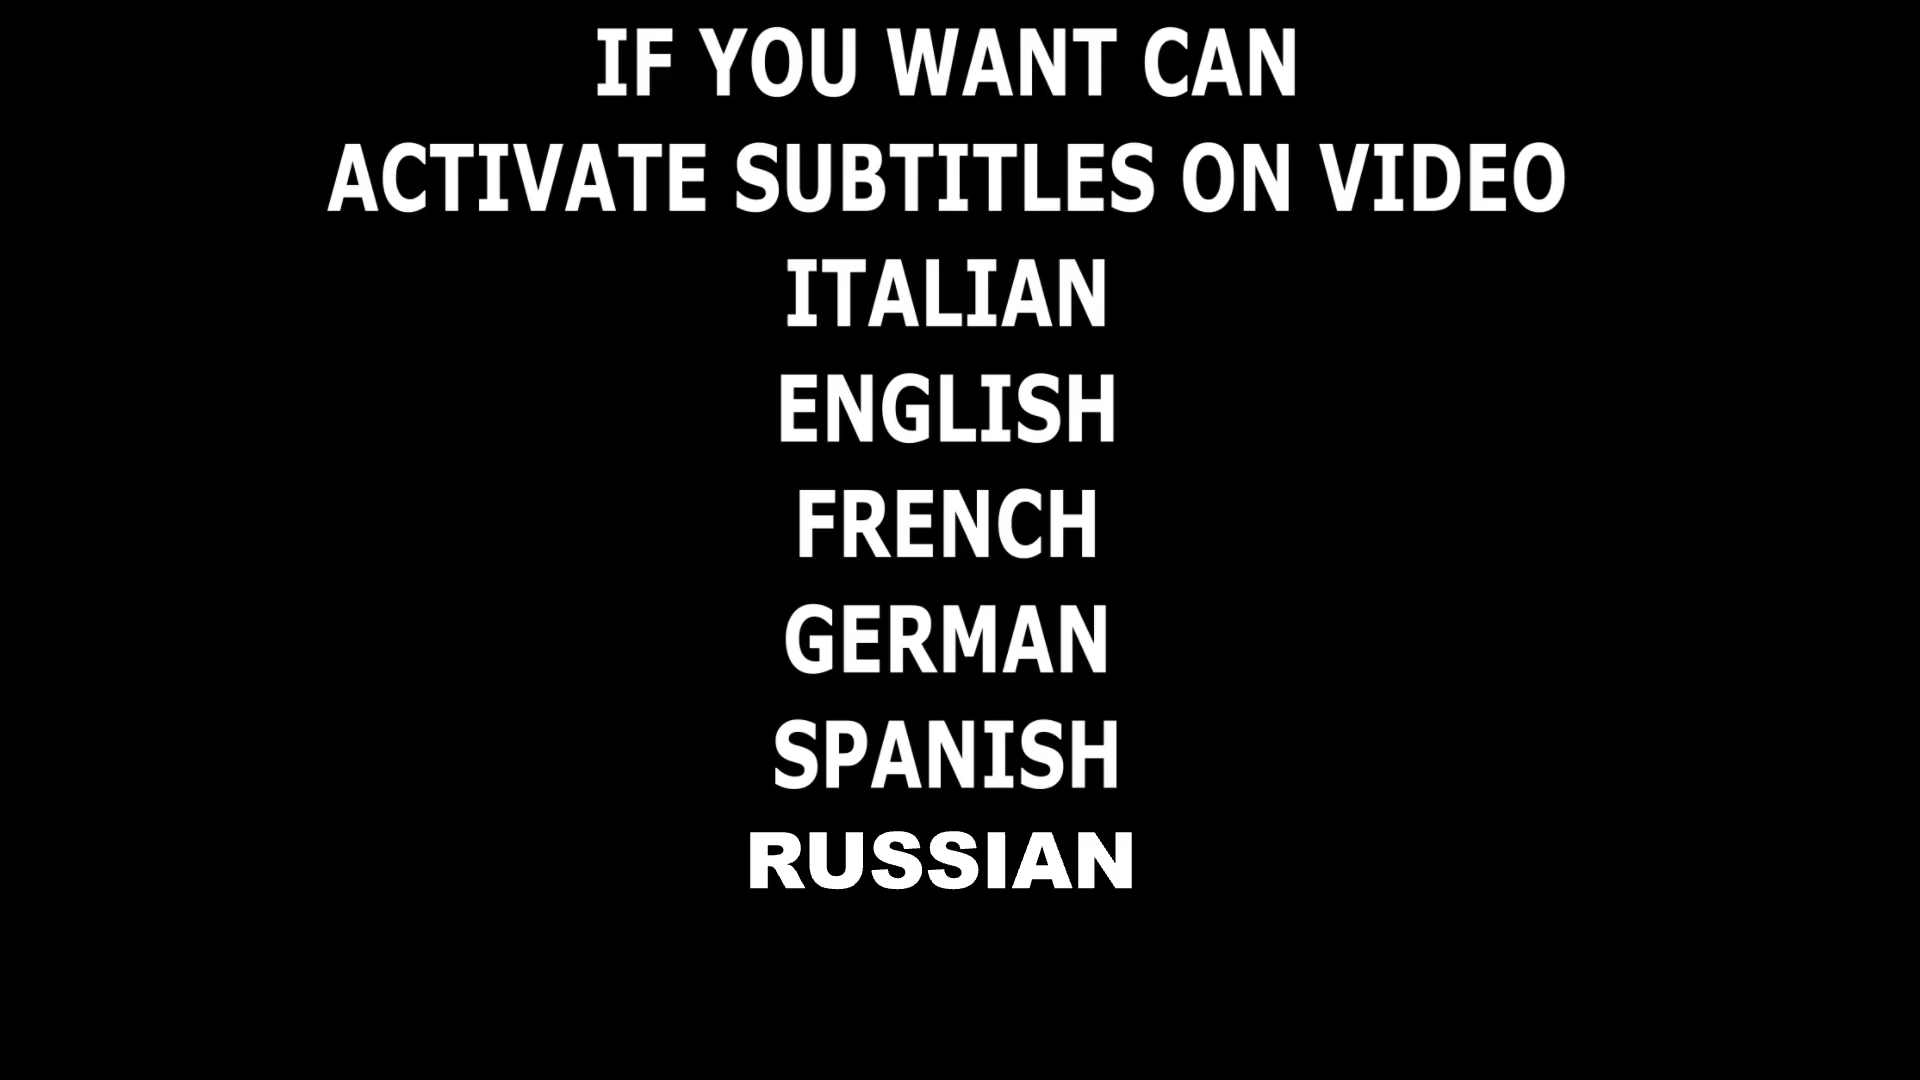 IF YOU WANT CAN
ACTIVATE SUBTITLES ON VIDEO
ITALIAN
ENGLISH
FRENCH
GERMAN
SPANISH
RUSSIAN